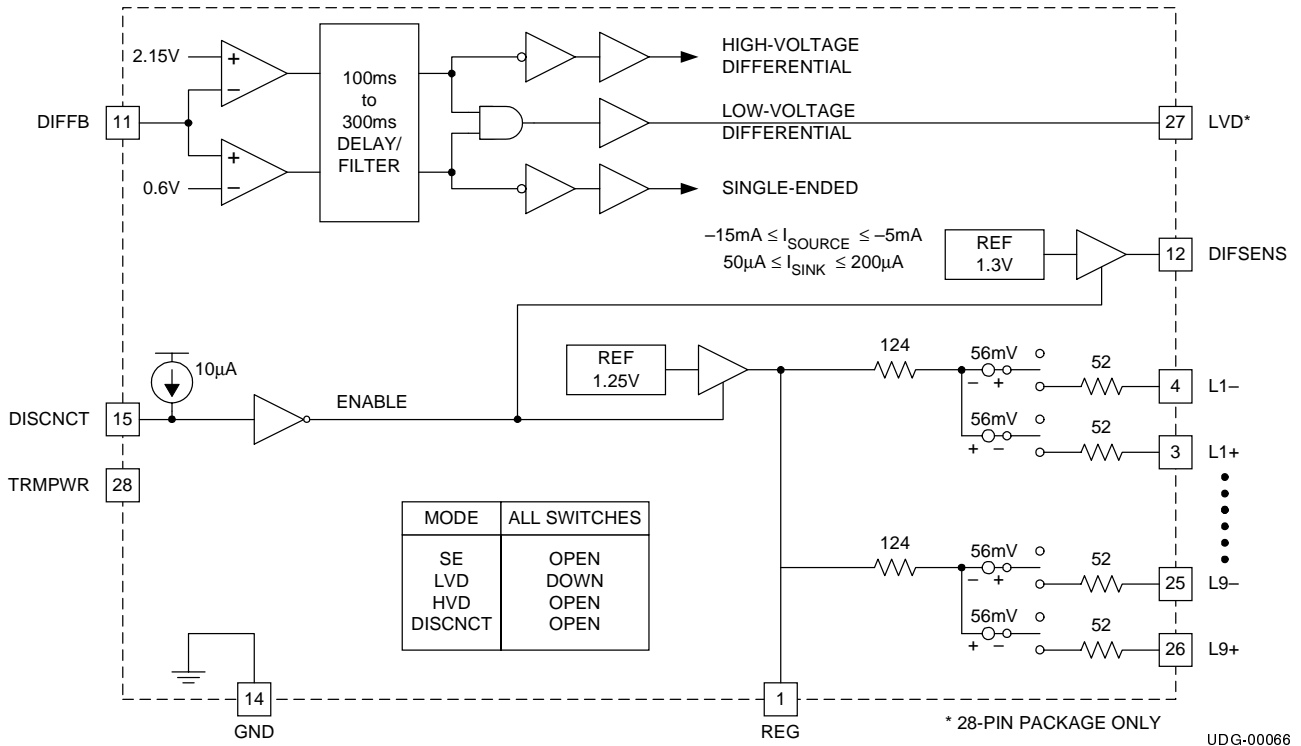 HIGH-VOLTAGE
DIFFERENTIAL
2.15V
+
−
100ms
to
300ms
DELAY/
FILTER
DIFFB
11
LOW-VOLTAGE
DIFFERENTIAL
27
LVD*
+
−
0.6V
SINGLE-ENDED
–15mA ≤ ISOURCE ≤ –5mA
50µA ≤ ISINK ≤ 200µA
REF
1.3V
12
DIFSENS
10µA
REF
1.25V
124
56mV
− +
52
4
L1–
DISCNCT
15
ENABLE
56mV
+ −
52
3
L1+
TRMPWR
28
MODE ALL SWITCHES
SE OPEN
LVD DOWN
HVD OPEN
DISCNCT OPEN
124
56mV
− +
52
25
L9–
56mV
+ −
52
26
L9+
14
GND
1
REG
* 28-PIN PACKAGE ONLY
UDG-00066